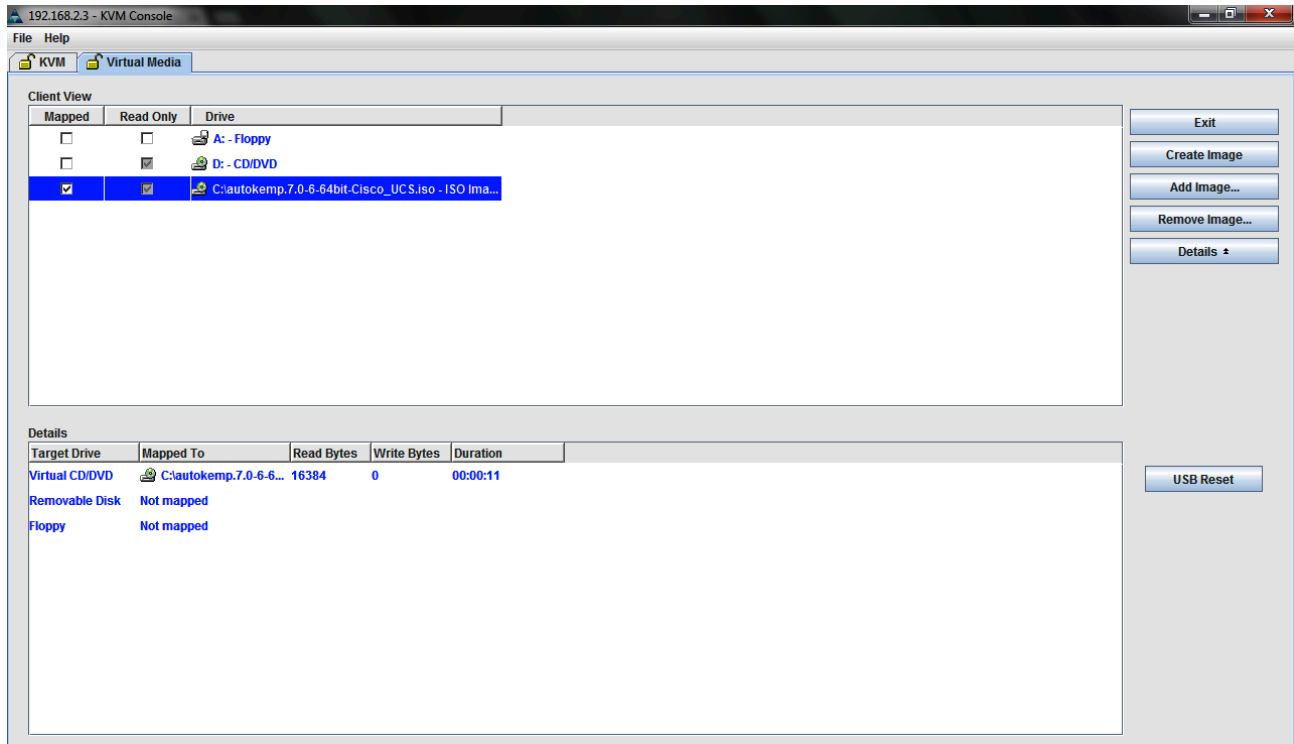 192.168.2.3 - KVM Console
File Help
KVM Virtual Media
Client View
Mapped Read Only Drive
A: - Floppy
D: - CD/DVD
C:\autokemp.7.0-6-64bit-Cisco_UCS.iso - ISO Ima...
Exit
Create Image
Add Image...
Remove Image...
Details
Details
Target Drive Mapped To Read Bytes Write Bytes Duration
Virtual CD/DVD C:\autokemp.7.0-6-6... 16384 0 00:00:11
Removable Disk Not mapped
Floppy Not mapped
USB Reset